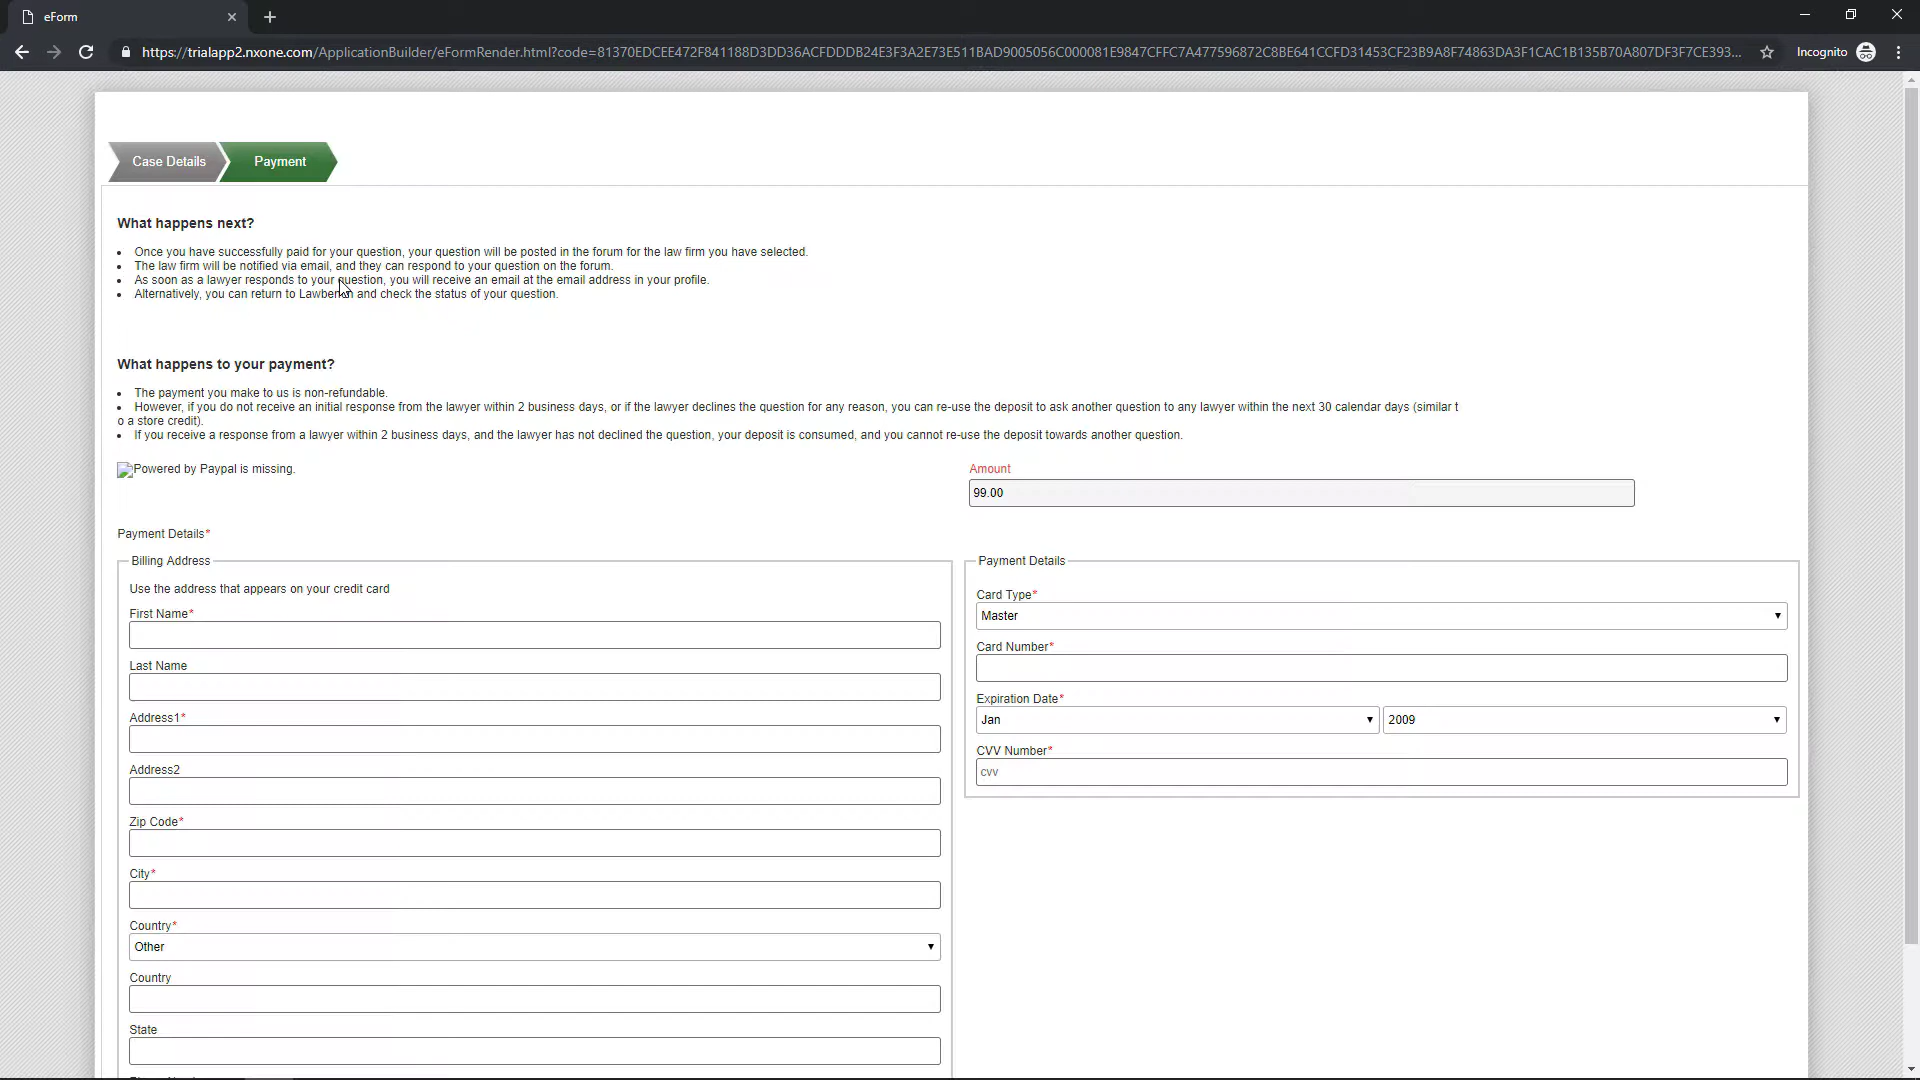 eForm
https://trialapp2.nxone.com/ApplicationBuilder/eFormRender.html?code=81370EDCEE472F841188D3DD36ACFDDDB24E3F3A2E73E511BAD9005056C000081E9847CFFC7A477596872C8BE641CCFD31453CF23B9A8F74863DA3F1CAC1B135B70A807DF3F7CE393...
Incognito
Case Details
Payment
What happens next?
• Once you have successfully paid for your question, your question will be posted in the forum for the law firm you have selected.
• The law firm will be notified via email, and they can respond to your question on the forum.
• As soon as a lawyer responds to your question, you will receive an email at the email address in your profile.
• Alternatively, you can return to and check the status of your question.
What happens to your payment?
• The payment you make to us is non-refundable.
• However, if you do not receive an initial response from the lawyer within 2 business days, or if the lawyer declines the question for any reason, you can re-use the deposit to ask another question to any lawyer within the next 30 calendar days (similar t
o a store credit).
• If you receive a response from a lawyer within 2 business days, and the lawyer has not declined the question, your deposit is consumed, and you cannot re-use the deposit towards another question.
Powered by Paypal is missing.
Amount
99.00
Payment Details*
Billing Address
Use the address that appears on your credit card
First Name*
Last Name
Address1*
Address2
Zip Code*
City*
Country*
Other
Country
State
Payment Details
Card Type*
Master
Card Number*
Expiration Date*
Jan 2009
CVV Number*
cvv